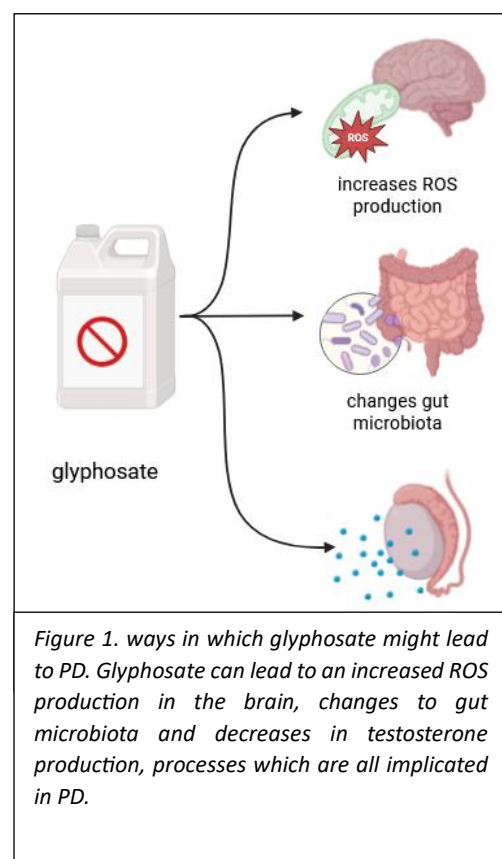 ROS
increases ROS
production
changes gut
microbiota
glyphosate
Figure 1. ways in which glyphosate might lead
to PD. Glyphosate can lead to an increased ROS
production in the brain, changes to gut
microbiota and decreases in testosterone
production, processes which are all implicated
in PD.